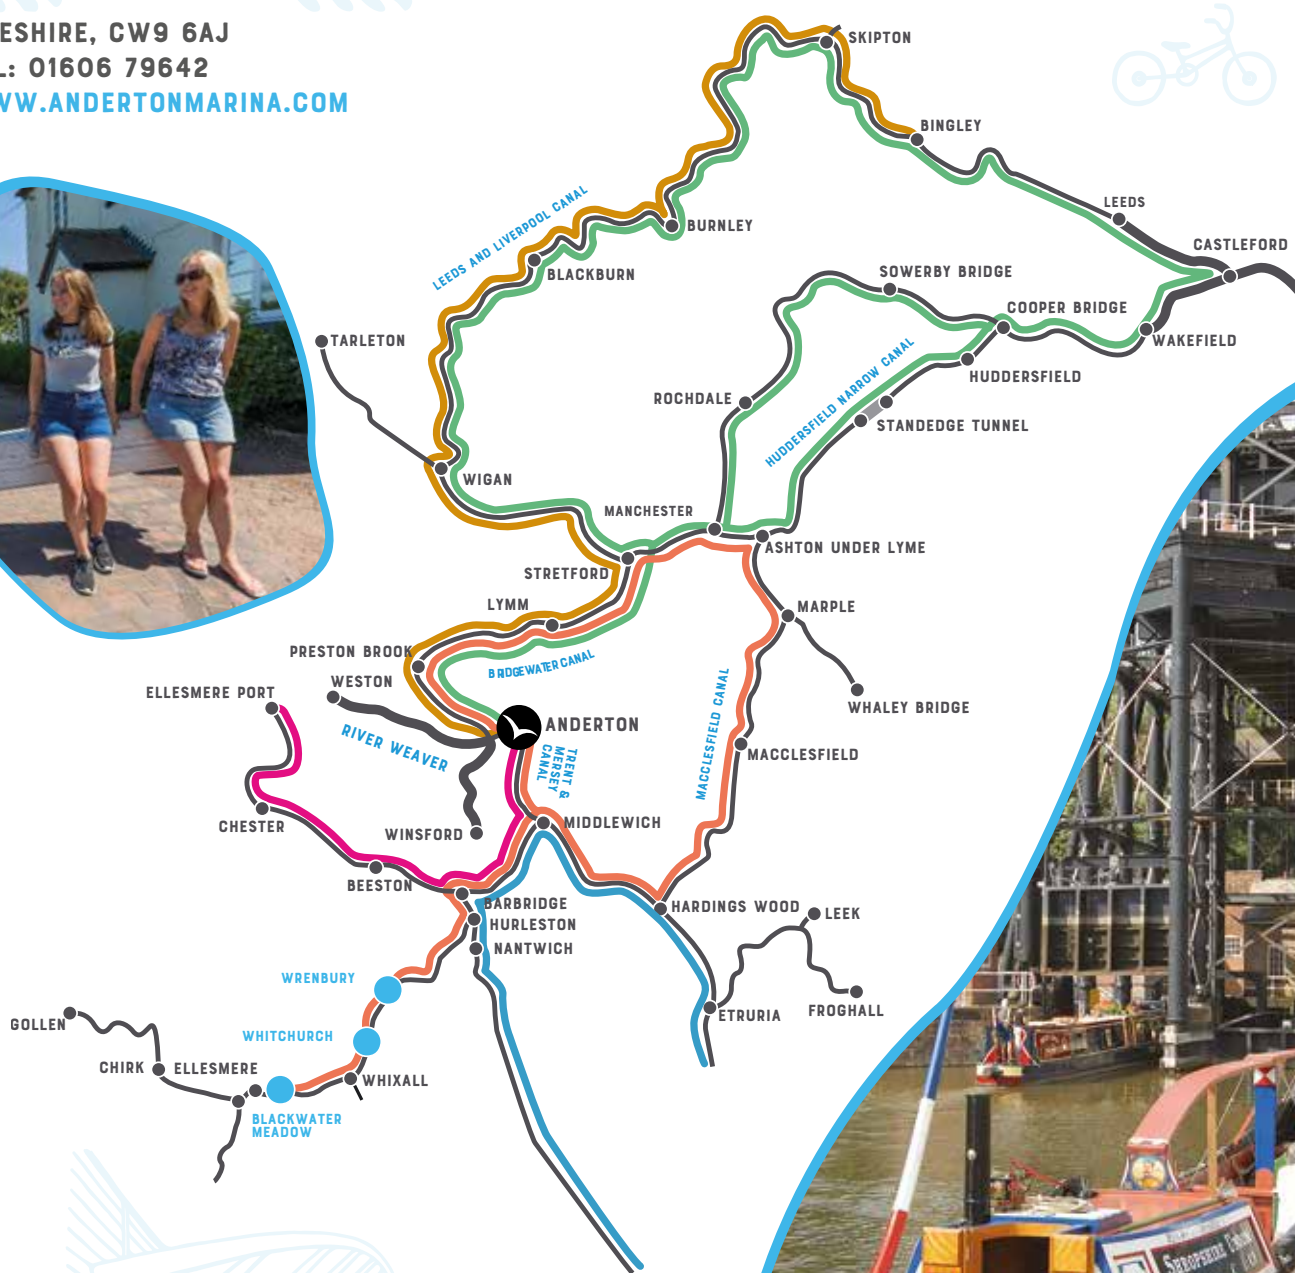 ESHIRE, CW9 6AJ
L: 01606 79642
WW.ANDERTONMARINA.COM
SKIPTON
BINGLEY
LEEDS
CASTLEFORD
LEEDS AND LIVERPOOL CANAL
BURNLEY
BLACKBURN
SOWERBY BRIDGE
COOPER BRIDGE
WAKEFIELD
TARLETON
HUDDERSFIELD
HUDDERSFIELD NARROW CANAL
ROCHDALE
STANDEDGE TUNNEL
WIGAN
MANCHESTER
ASHTON UNDER LYME
STRETFORD
LYMM
MARPLE
PRESTON BROOK
BRIDGEWATER CANAL
WESTON
ELLESMERE PORT
WHALEY BRIDGE
RIVER WEAVER
ANDERTON
TRENT &
MERSEY
CANAL
MACCLESFIELD CANAL
MACCLESFIELD
CHESTER
WINSFORD
MIDDLEWICH
BEESTON
BARBRIDGE
HARDINGS WOOD
LEEK
HURLESTON
NANTWICH
WRENBURY
FROGHALL
ETRURIA
GOLLEN
WHITCHURCH
CHIRK
ELLESMERE
WHIXALL
BLACKWATER
MEADOW
SHROPSHIRE UNION